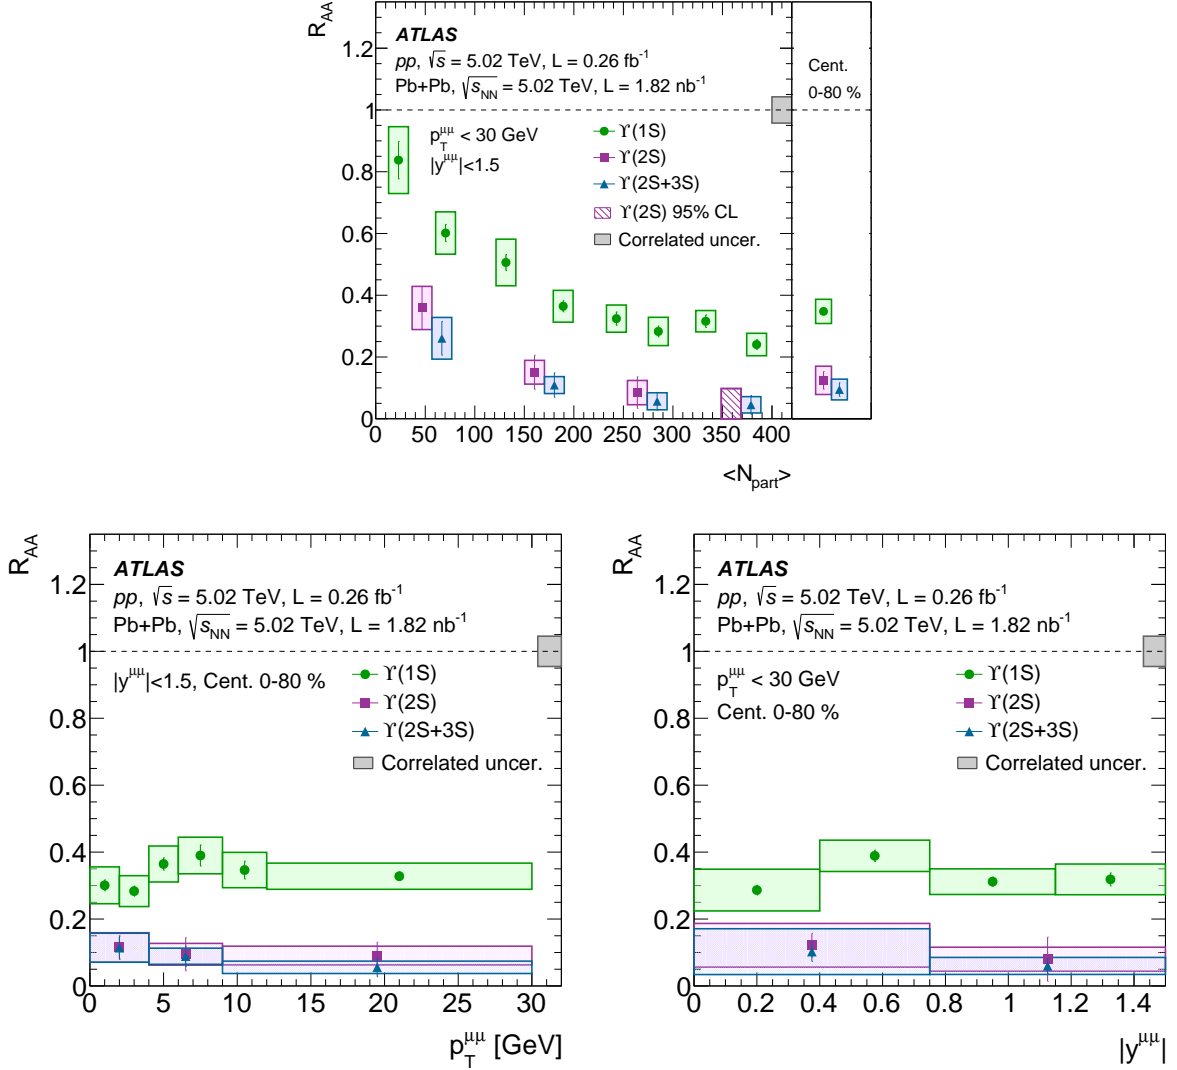 R_AA
ATLAS
pp, √s = 5.02 TeV, L = 0.26 fb⁻¹
Pb+Pb, √s_NN = 5.02 TeV, L = 1.82 nb⁻¹
Cent.
0-80 %
p_T^μμ < 30 GeV
|y^μμ|<1.5
ϒ(1S)
ϒ(2S)
ϒ(2S+3S)
ϒ(2S) 95% CL
Correlated uncer.
1.2
1
0.8
0.6
0.4
0.2
0
0 50 100 150 200 250 300 350 400
<N_part>
R_AA
ATLAS
pp, √s = 5.02 TeV, L = 0.26 fb⁻¹
Pb+Pb, √s_NN = 5.02 TeV, L = 1.82 nb⁻¹
|y^μμ|<1.5, Cent. 0-80 %
ϒ(1S)
ϒ(2S)
ϒ(2S+3S)
Correlated uncer.
1.2
1
0.8
0.6
0.4
0.2
0
0 5 10 15 20 25 30
p_T^μμ [GeV]
R_AA
ATLAS
pp, √s = 5.02 TeV, L = 0.26 fb⁻¹
Pb+Pb, √s_NN = 5.02 TeV, L = 1.82 nb⁻¹
p_T^μμ < 30 GeV
Cent. 0-80 %
ϒ(1S)
ϒ(2S)
ϒ(2S+3S)
Correlated uncer.
1.2
1
0.8
0.6
0.4
0.2
0
0 0.2 0.4 0.6 0.8 1 1.2 1.4
|y^μμ|